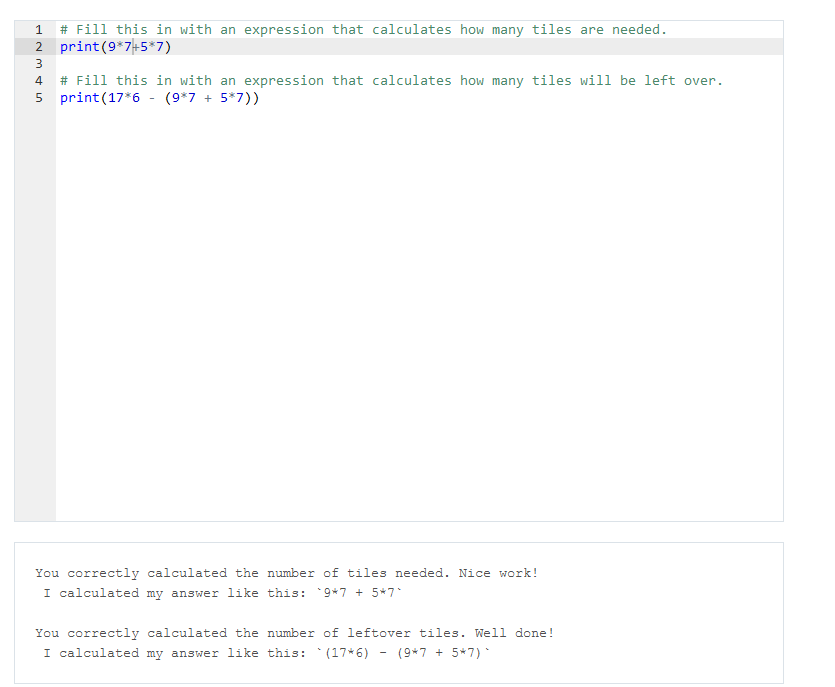 1 # Fill this in with an expression that calculates how many tiles are needed.
2 print(9*7+5*7)
3
4 # Fill this in with an expression that calculates how many tiles will be left over.
5 print(17*6 - (9*7 + 5*7))
You correctly calculated the number of tiles needed. Nice work!
I calculated my answer like this: `9*7 + 5*7`
You correctly calculated the number of leftover tiles. Well done!
I calculated my answer like this: `(17*6) - (9*7 + 5*7)`